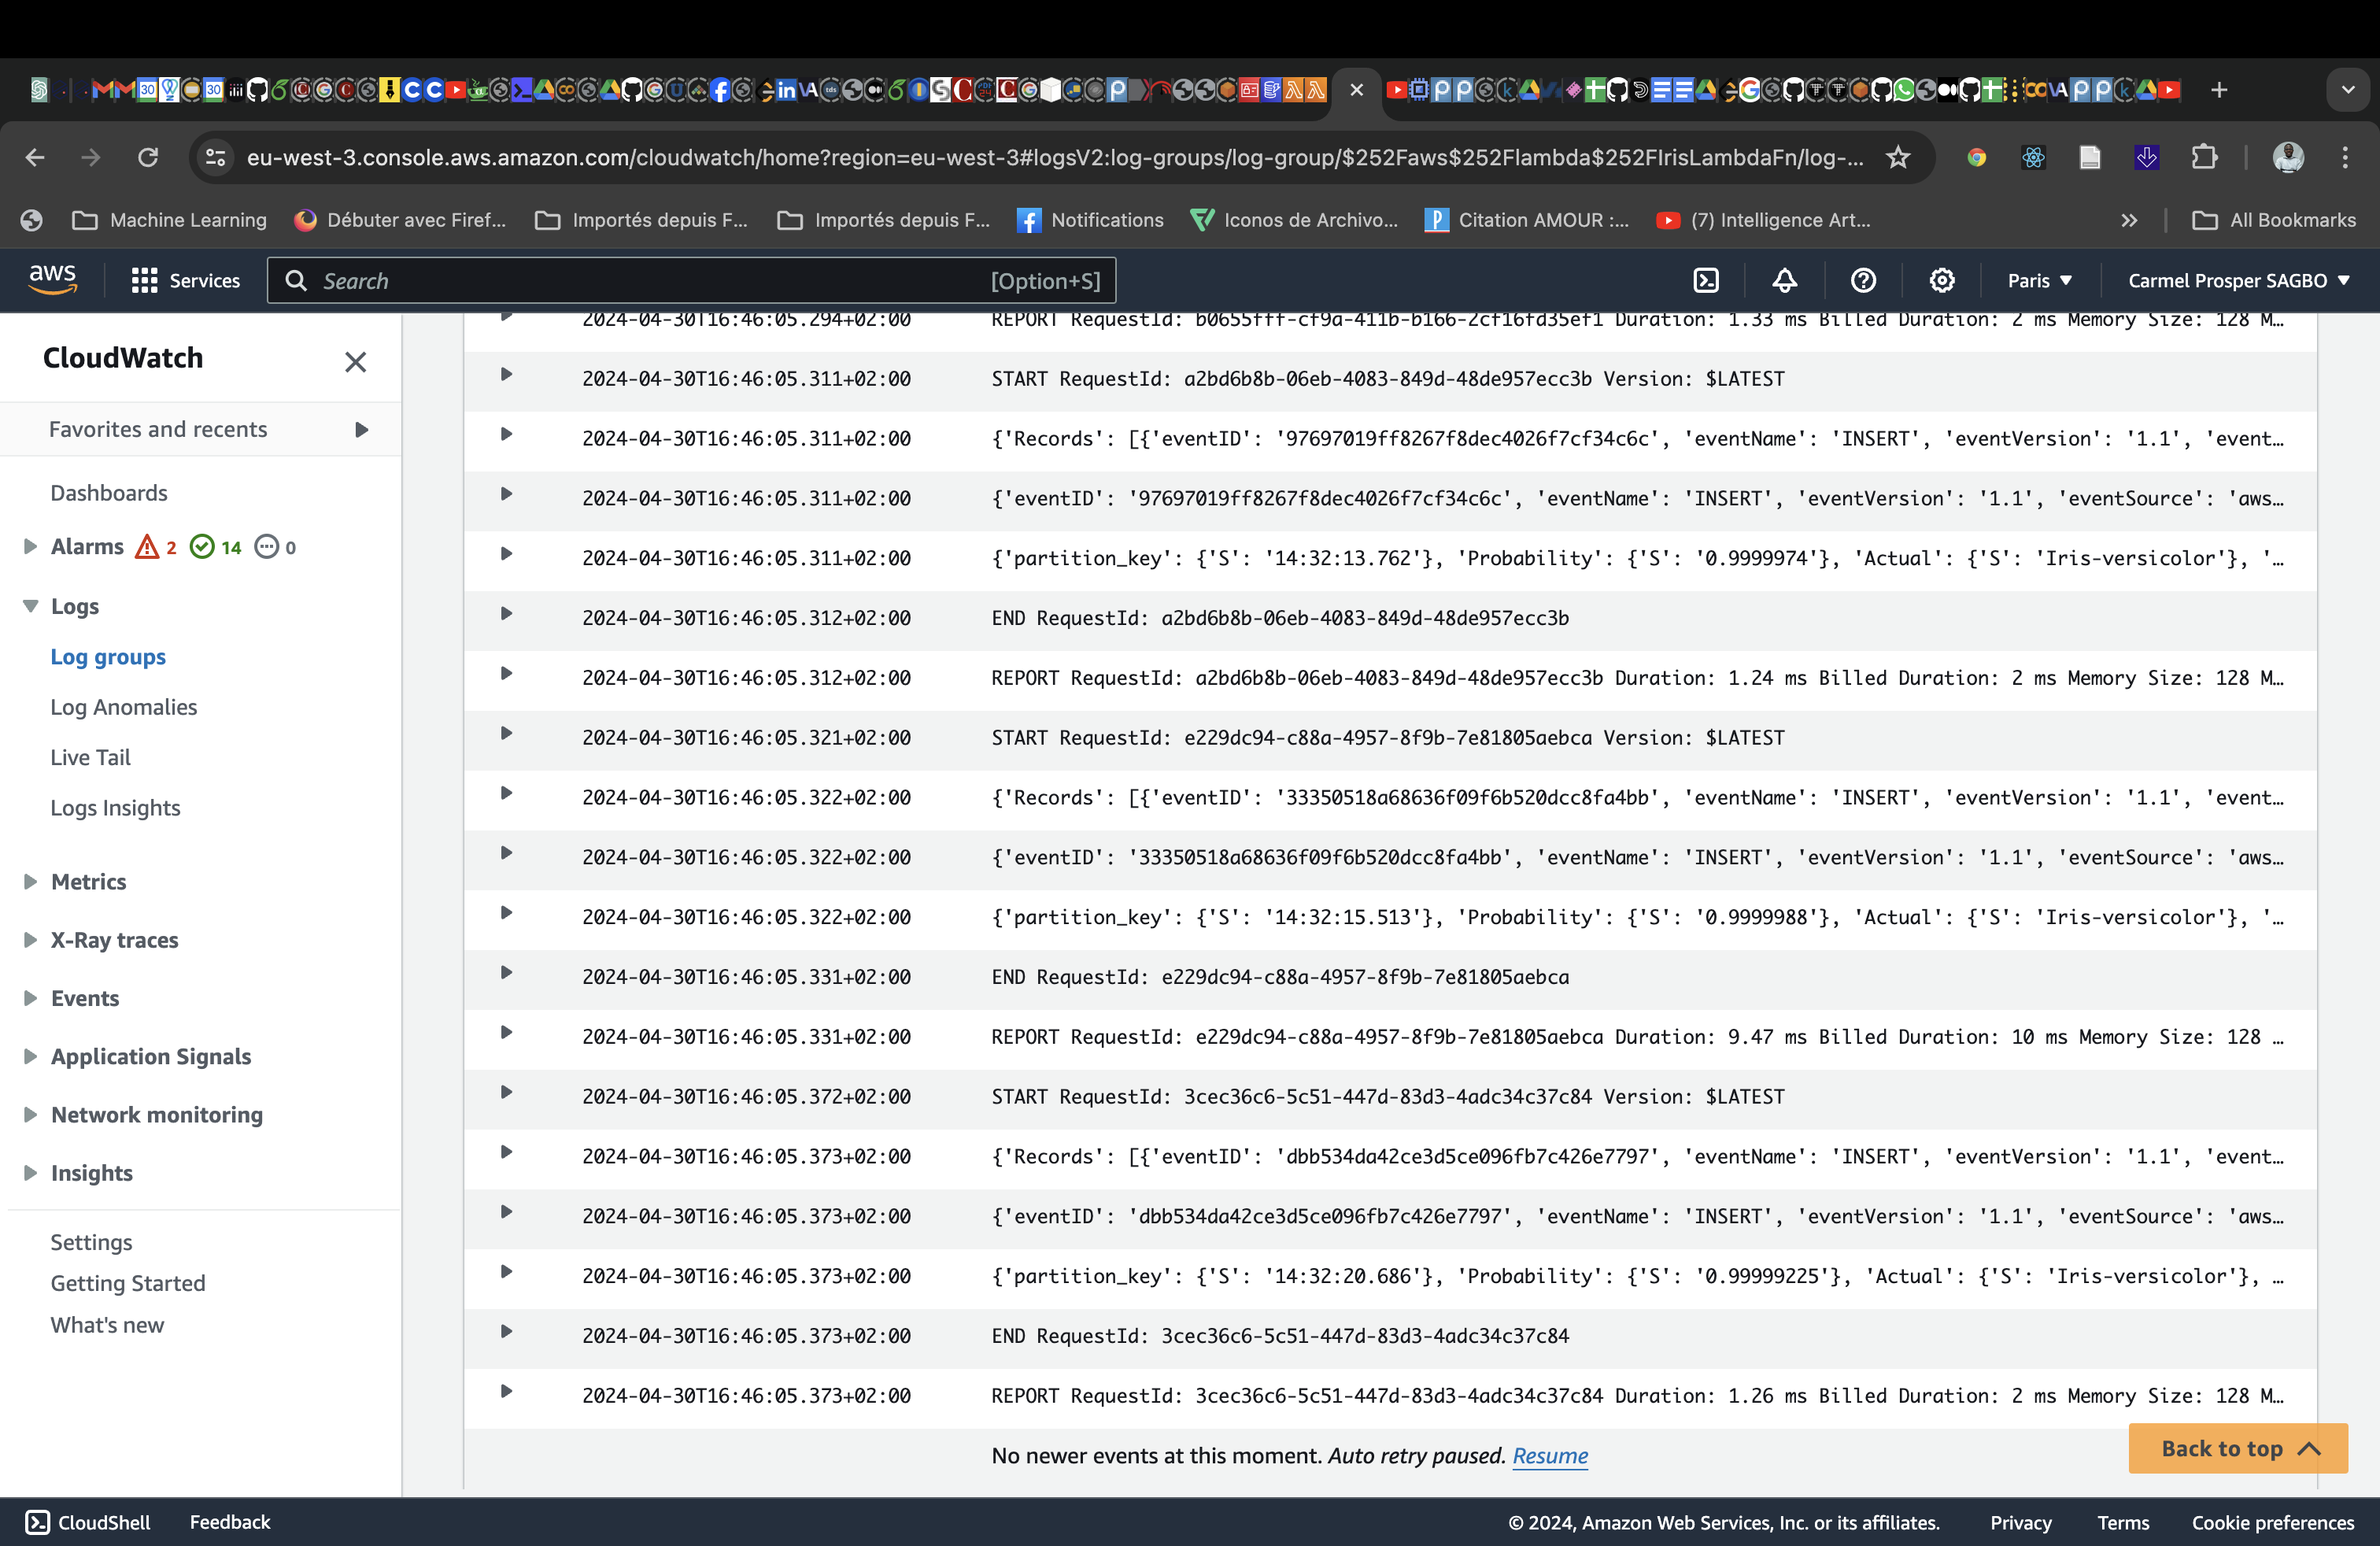 eu-west-3.console.aws.amazon.com/cloudwatch/home?region=eu-west-3#logsV2:log-groups/log-group/$252Faws$252Flambda$252FIrisLambdaFn/log-...
Machine Learning
Débuter avec Firef...
Importés depuis F...
Importés depuis F...
Notifications
Iconos de Archivo...
Citation AMOUR :...
(7) Intelligence Art...
All Bookmarks
aws
Services
Search
[Option+S]
Paris
Carmel Prosper SAGBO
CloudWatch
Favorites and recents
Dashboards
Alarms 2 14 0
Logs
Log groups
Log Anomalies
Live Tail
Logs Insights
Metrics
X-Ray traces
Events
Application Signals
Network monitoring
Insights
Settings
Getting Started
What's new
2024-04-30T16:46:05.294+02:00 REPORT RequestId: b0655fff-cf9a-411b-b166-2cf16fd35ef1 Duration: 1.33 ms Billed Duration: 2 ms Memory Size: 128 M…
2024-04-30T16:46:05.311+02:00 START RequestId: a2bd6b8b-06eb-4083-849d-48de957ecc3b Version: $LATEST
2024-04-30T16:46:05.311+02:00 {'Records': [{'eventID': '97697019ff8267f8dec4026f7cf34c6c', 'eventName': 'INSERT', 'eventVersion': '1.1', 'event…
2024-04-30T16:46:05.311+02:00 {'eventID': '97697019ff8267f8dec4026f7cf34c6c', 'eventName': 'INSERT', 'eventVersion': '1.1', 'eventSource': 'aws…
2024-04-30T16:46:05.311+02:00 {'partition_key': {'S': '14:32:13.762'}, 'Probability': {'S': '0.9999974'}, 'Actual': {'S': 'Iris-versicolor'}, '…
2024-04-30T16:46:05.312+02:00 END RequestId: a2bd6b8b-06eb-4083-849d-48de957ecc3b
2024-04-30T16:46:05.312+02:00 REPORT RequestId: a2bd6b8b-06eb-4083-849d-48de957ecc3b Duration: 1.24 ms Billed Duration: 2 ms Memory Size: 128 M…
2024-04-30T16:46:05.321+02:00 START RequestId: e229dc94-c88a-4957-8f9b-7e81805aebca Version: $LATEST
2024-04-30T16:46:05.322+02:00 {'Records': [{'eventID': '33350518a68636f09f6b520dcc8fa4bb', 'eventName': 'INSERT', 'eventVersion': '1.1', 'event…
2024-04-30T16:46:05.322+02:00 {'eventID': '33350518a68636f09f6b520dcc8fa4bb', 'eventName': 'INSERT', 'eventVersion': '1.1', 'eventSource': 'aws…
2024-04-30T16:46:05.322+02:00 {'partition_key': {'S': '14:32:15.513'}, 'Probability': {'S': '0.9999988'}, 'Actual': {'S': 'Iris-versicolor'}, '…
2024-04-30T16:46:05.331+02:00 END RequestId: e229dc94-c88a-4957-8f9b-7e81805aebca
2024-04-30T16:46:05.331+02:00 REPORT RequestId: e229dc94-c88a-4957-8f9b-7e81805aebca Duration: 9.47 ms Billed Duration: 10 ms Memory Size: 128 …
2024-04-30T16:46:05.372+02:00 START RequestId: 3cec36c6-5c51-447d-83d3-4adc34c37c84 Version: $LATEST
2024-04-30T16:46:05.373+02:00 {'Records': [{'eventID': 'dbb534da42ce3d5ce096fb7c426e7797', 'eventName': 'INSERT', 'eventVersion': '1.1', 'event…
2024-04-30T16:46:05.373+02:00 {'eventID': 'dbb534da42ce3d5ce096fb7c426e7797', 'eventName': 'INSERT', 'eventVersion': '1.1', 'eventSource': 'aws…
2024-04-30T16:46:05.373+02:00 {'partition_key': {'S': '14:32:20.686'}, 'Probability': {'S': '0.99999225'}, 'Actual': {'S': 'Iris-versicolor'}, …
2024-04-30T16:46:05.373+02:00 END RequestId: 3cec36c6-5c51-447d-83d3-4adc34c37c84
2024-04-30T16:46:05.373+02:00 REPORT RequestId: 3cec36c6-5c51-447d-83d3-4adc34c37c84 Duration: 1.26 ms Billed Duration: 2 ms Memory Size: 128 M…
No newer events at this moment. Auto retry paused. Resume
Back to top
CloudShell
Feedback
© 2024, Amazon Web Services, Inc. or its affiliates.
Privacy
Terms
Cookie preferences